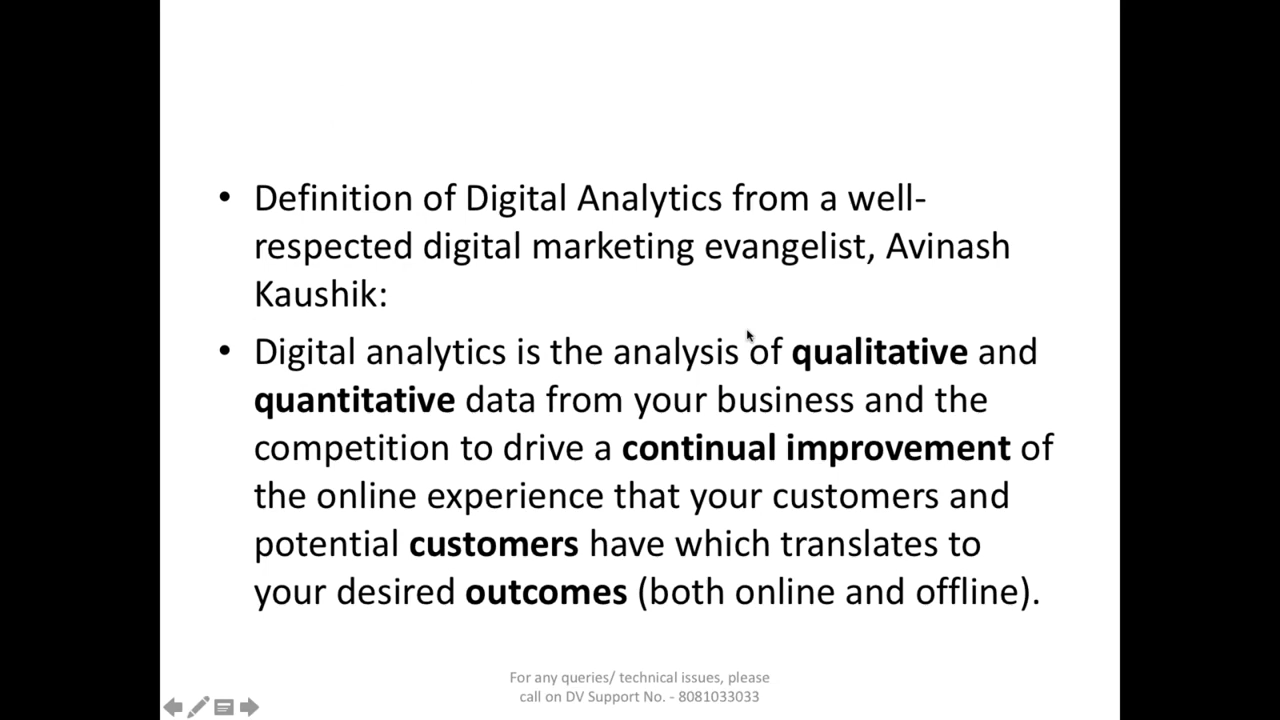 • Definition of Digital Analytics from a well-
respected digital marketing evangelist, Avinash
Kaushik:
• Digital analytics is the analysis of qualitative and
quantitative data from your business and the
competition to drive a continual improvement of
the online experience that your customers and
potential customers have which translates to
your desired outcomes (both online and offline).
For any queries/ technical issues, please
call on DV Support No. - 8081033033